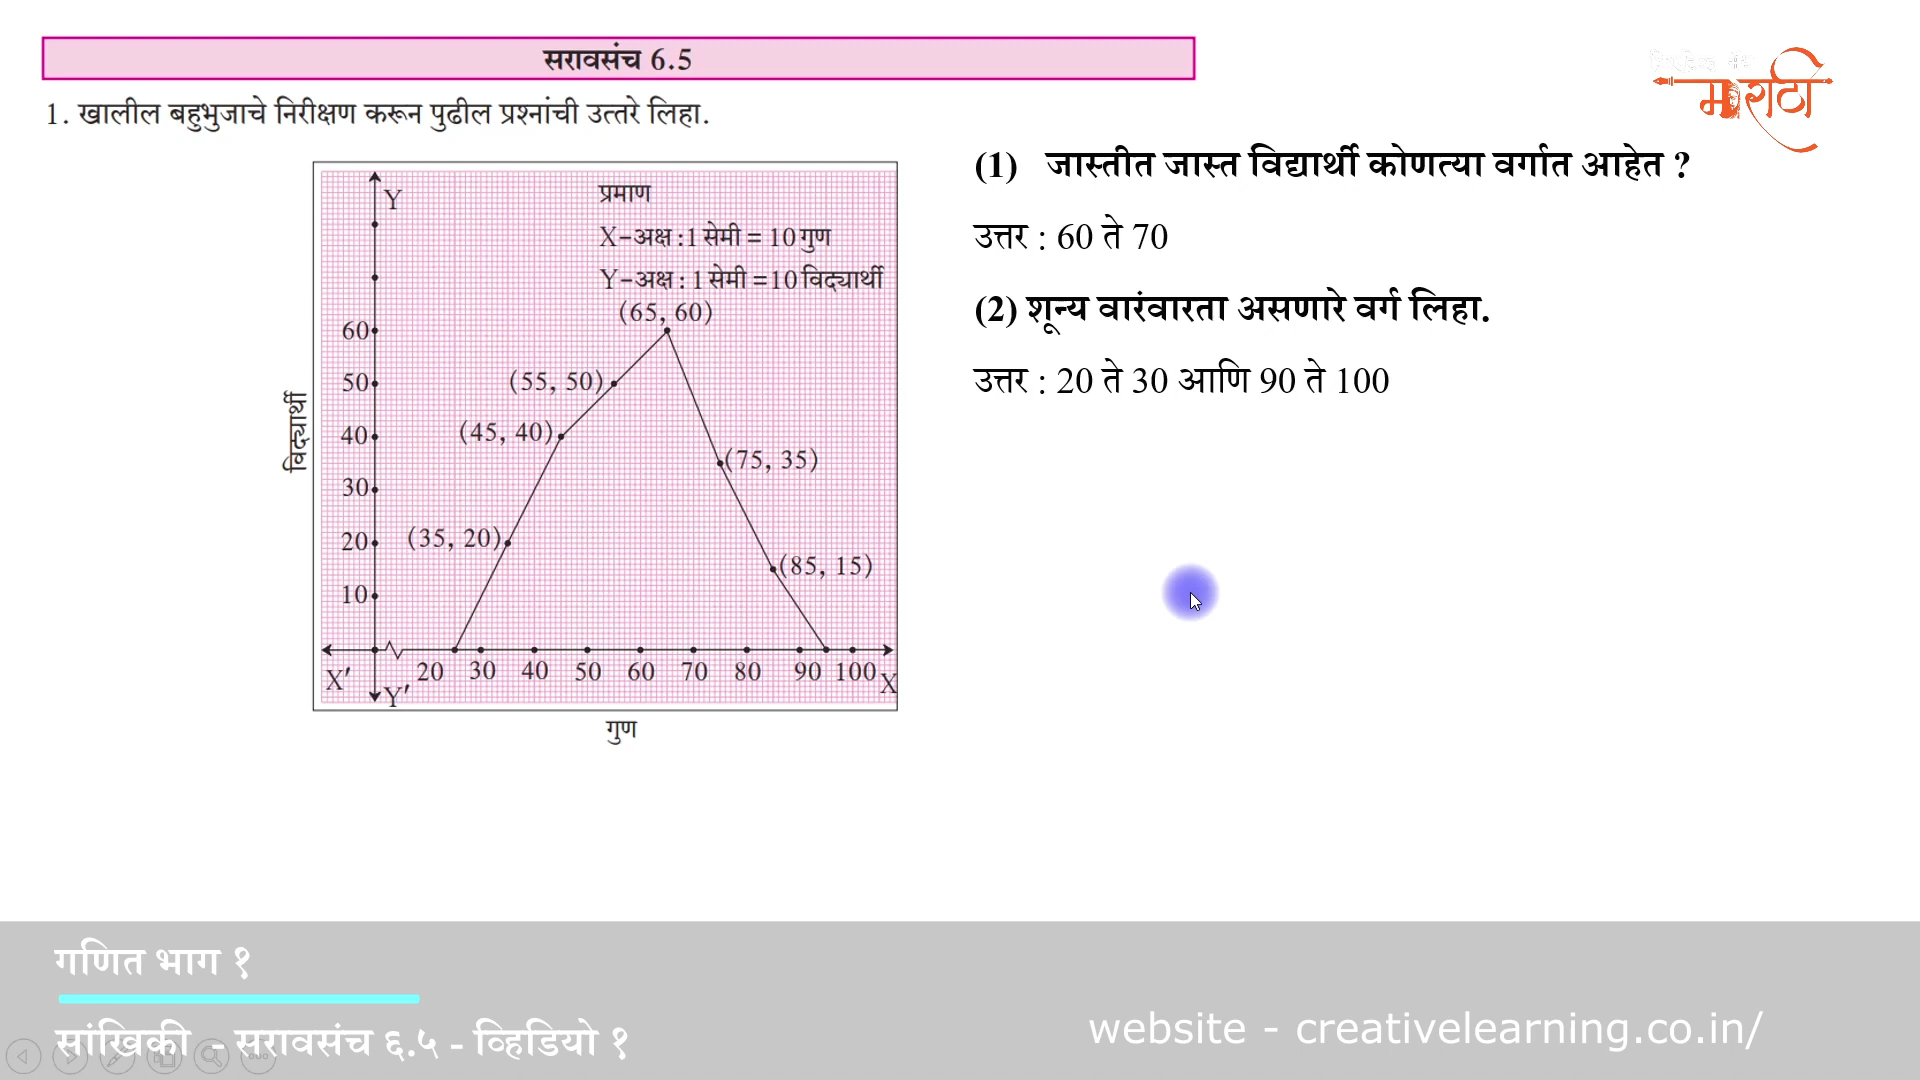 सरावसंच 6.5
1. खालील बहुभुजाचे निरीक्षण करून पुढील प्रश्नांची उत्तरे लिहा.
मराठी
(1) जास्तीत जास्त विद्यार्थी कोणत्या वर्गात आहेत ?
उत्तर : 60 ते 70
(2) शून्य वारंवारता असणारे वर्ग लिहा.
उत्तर : 20 ते 30 आणि 90 ते 100
Y
प्रमाण
X-अक्ष : 1 सेमी = 10 गुण
Y-अक्ष : 1 सेमी = 10 विद्यार्थी
(65, 60)
60
(55, 50)
50
(45, 40)
40
(75, 35)
30
(35, 20)
20
(85, 15)
10
विद्यार्थी
X′ Y′ 20 30 40 50 60 70 80 90 100 X
गुण
गणित भाग १
सांखिकी - सरावसंच ६.५ - व्हिडियो १
website - creativelearning.co.in/